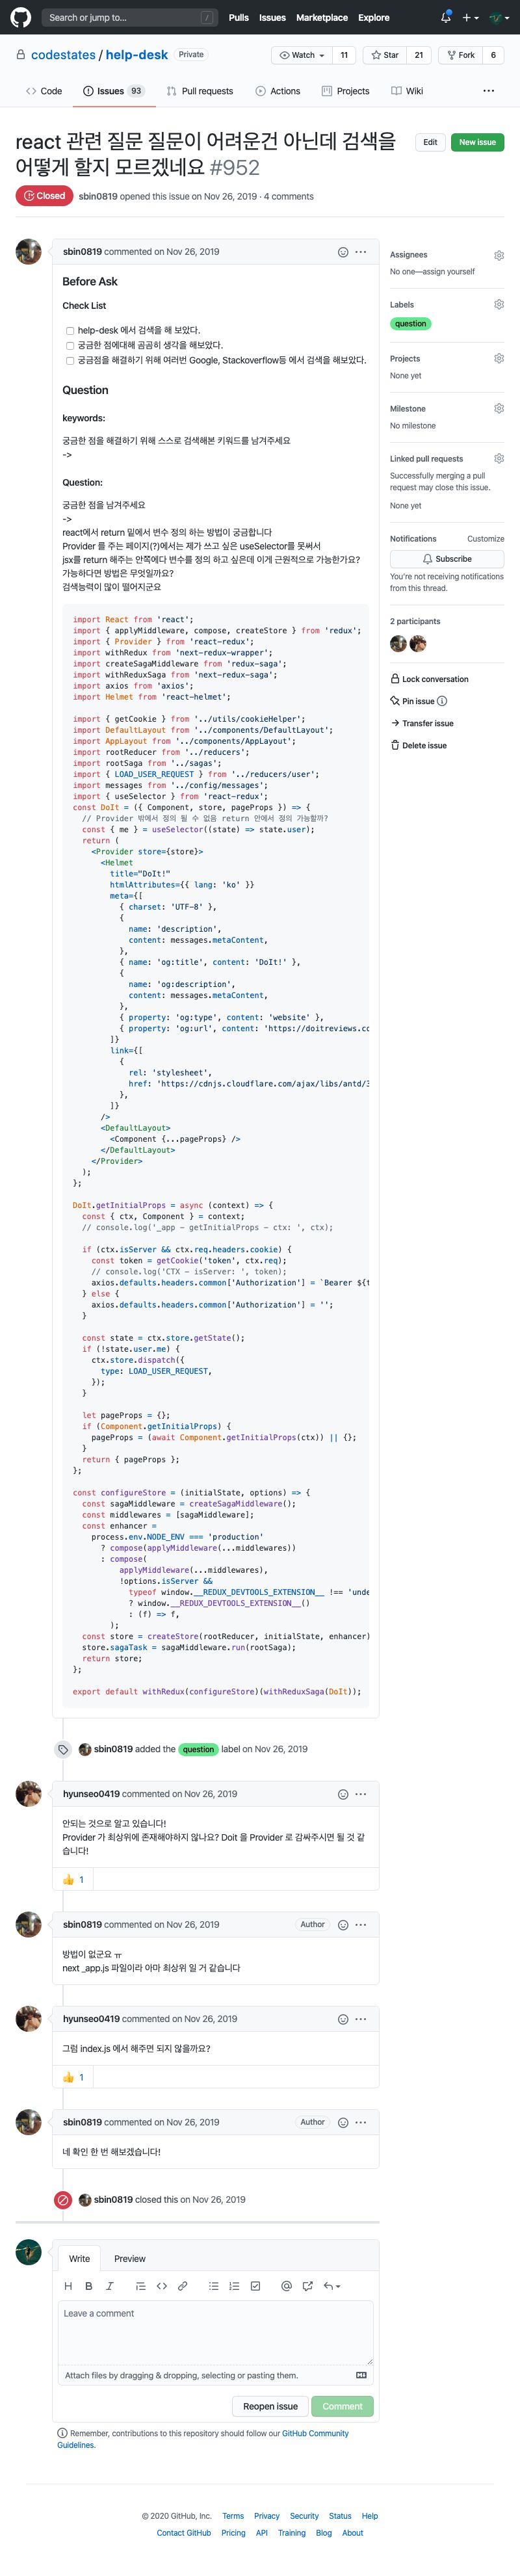 Search or jump to... /
Pulls Issues Marketplace Explore
codestates / help-desk Private
Watch 11 Star 21 Fork 6
Code Issues 93 Pull requests Actions Projects Wiki
react 관련 질문 질문이 어려운건 아닌데 검색을
어떻게 할지 모르겠네요 #952
Edit New issue
Closed sbin0819 opened this issue on Nov 26, 2019 · 4 comments
sbin0819 commented on Nov 26, 2019
Before Ask
Check List
help-desk 에서 검색을 해 보았다.
궁금한 점에대해 곰곰히 생각을 해보았다.
궁금점을 해결하기 위해 여러번 Google, Stackoverflow등 에서 검색을 해보았다.
Question
keywords:
궁금한 점을 해결하기 위해 스스로 검색해본 키워드를 남겨주세요
->
Question:
궁금한 점을 남겨주세요
->
react에서 return 밑에서 변수 정의 하는 방법이 궁금합니다
Provider 를 주는 페이지(?)에서는 제가 쓰고 싶은 useSelector를 못써서
jsx를 return 해주는 안쪽에다 변수를 정의 하고 싶은데 이게 근원적으로 가능한가요?
가능하다면 방법은 무엇일까요?
검색능력이 많이 떨어지군요
import React from 'react';
import { applyMiddleware, compose, createStore } from 'redux';
import { Provider } from 'react-redux';
import withRedux from 'next-redux-wrapper';
import createSagaMiddleware from 'redux-saga';
import withReduxSaga from 'next-redux-saga';
import axios from 'axios';
import Helmet from 'react-helmet';
import { getCookie } from '../utils/cookieHelper';
import DefaultLayout from '../components/DefaultLayout';
import AppLayout from '../components/AppLayout';
import rootReducer from '../reducers';
import rootSaga from '../sagas';
import { LOAD_USER_REQUEST } from '../reducers/user';
import messages from '../config/messages';
import { useSelector } from 'react-redux';
const DoIt = ({ Component, store, pageProps }) => {
// Provider 밖에서 정의 될 수 없음 return 안에서 정의 가능할까?
const { me } = useSelector((state) => state.user);
return (
<Provider store={store}>
<Helmet
title="DoIt!"
htmlAttributes={{ lang: 'ko' }}
meta={[
{ charset: 'UTF-8' },
{
name: 'description',
content: messages.metaContent,
},
{ name: 'og:title', content: 'DoIt!' },
{
name: 'og:description',
content: messages.metaContent,
},
{ property: 'og:type', content: 'website' },
{ property: 'og:url', content: 'https://doitreviews.co
]}
link={[
{
rel: 'stylesheet',
href: 'https://cdnjs.cloudflare.com/ajax/libs/antd/3
},
]}
/>
<DefaultLayout>
<Component {...pageProps} />
</DefaultLayout>
</Provider>
);
};
DoIt.getInitialProps = async (context) => {
const { ctx, Component } = context;
// console.log('_app - getInitialProps - ctx: ', ctx);
if (ctx.isServer && ctx.req.headers.cookie) {
const token = getCookie('token', ctx.req);
// console.log('CTX - isServer: ', token);
axios.defaults.headers.common['Authorization'] = `Bearer ${t
} else {
axios.defaults.headers.common['Authorization'] = '';
}
const state = ctx.store.getState();
if (!state.user.me) {
ctx.store.dispatch({
type: LOAD_USER_REQUEST,
});
}
let pageProps = {};
if (Component.getInitialProps) {
pageProps = (await Component.getInitialProps(ctx)) || {};
}
return { pageProps };
};
const configureStore = (initialState, options) => {
const sagaMiddleware = createSagaMiddleware();
const middlewares = [sagaMiddleware];
const enhancer =
process.env.NODE_ENV === 'production'
? compose(applyMiddleware(...middlewares))
: compose(
applyMiddleware(...middlewares),
!options.isServer &&
typeof window.__REDUX_DEVTOOLS_EXTENSION__ !== 'unde
? window.__REDUX_DEVTOOLS_EXTENSION__()
: (f) => f,
);
const store = createStore(rootReducer, initialState, enhancer)
store.sagaTask = sagaMiddleware.run(rootSaga);
return store;
};
export default withRedux(configureStore)(withReduxSaga(DoIt));
Assignees
No one—assign yourself
Labels
question
Projects
None yet
Milestone
No milestone
Linked pull requests
Successfully merging a pull
request may close this issue.
None yet
Notifications Customize
Subscribe
You're not receiving notifications
from this thread.
2 participants
Lock conversation
Pin issue
Transfer issue
Delete issue
sbin0819 added the question label on Nov 26, 2019
hyunseo0419 commented on Nov 26, 2019
안되는 것으로 알고 있습니다!
Provider 가 최상위에 존재해야하지 않나요? Doit 을 Provider 로 감싸주시면 될 것 같
습니다!
👍 1
sbin0819 commented on Nov 26, 2019 Author
방법이 없군요 ㅠ
next _app.js 파일이라 아마 최상위 일 거 같습니다
hyunseo0419 commented on Nov 26, 2019
그럼 index.js 에서 해주면 되지 않을까요?
👍 1
sbin0819 commented on Nov 26, 2019 Author
네 확인 한 번 해보겠습니다!
sbin0819 closed this on Nov 26, 2019
Write Preview
Leave a comment
Attach files by dragging & dropping, selecting or pasting them.
Reopen issue Comment
Remember, contributions to this repository should follow our GitHub Community
Guidelines.
© 2020 GitHub, Inc. Terms Privacy Security Status Help
Contact GitHub Pricing API Training Blog About